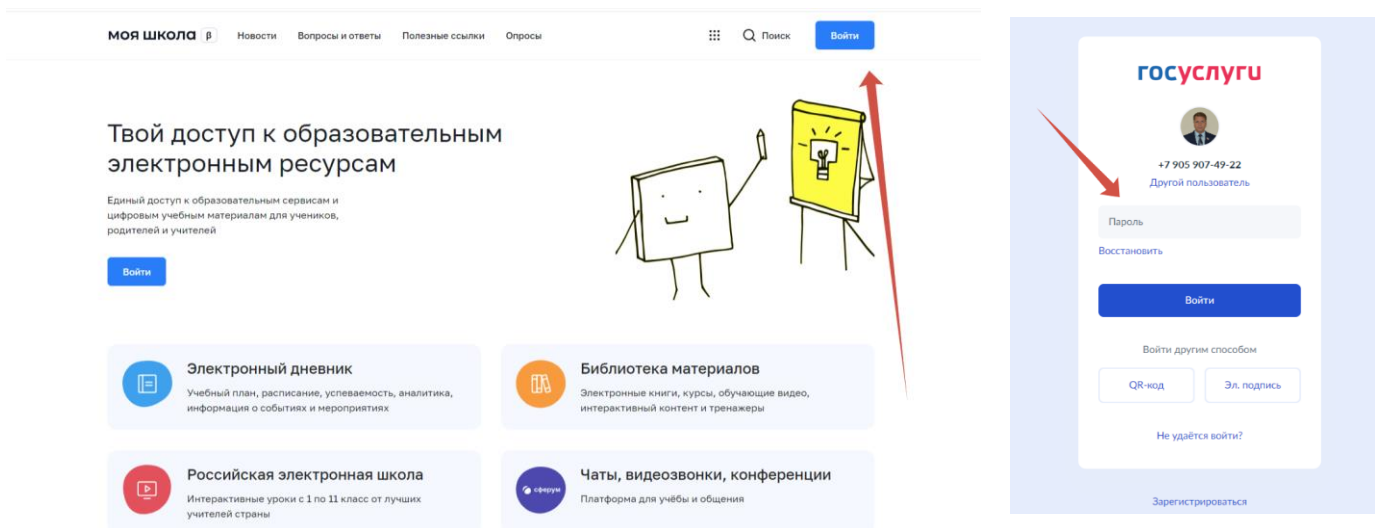 МОЯ ШКОЛА β Новости Вопросы и ответы Полезные ссылки Опросы Поиск Войти
Твой доступ к образовательным
электронным ресурсам
Единый доступ к образовательным сервисам и
цифровым учебным материалам для учеников,
родителей и учителей
Войти
Электронный дневник
Учебный план, расписание, успеваемость, аналитика,
информация о событиях и мероприятиях
Библиотека материалов
Электронные книги, курсы, обучающие видео,
интерактивный контент и тренажеры
Российская электронная школа
Интерактивные уроки с 1 по 11 класс от лучших
учителей страны
сферум
Чаты, видеозвонки, конференции
Платформа для учёбы и общения
госуслуги
+7 905 907-49-22
Другой пользователь
Пароль
Восстановить
Войти
Войти другим способом
QR-код Эл. подпись
Не удаётся войти?
Зарегистрироваться